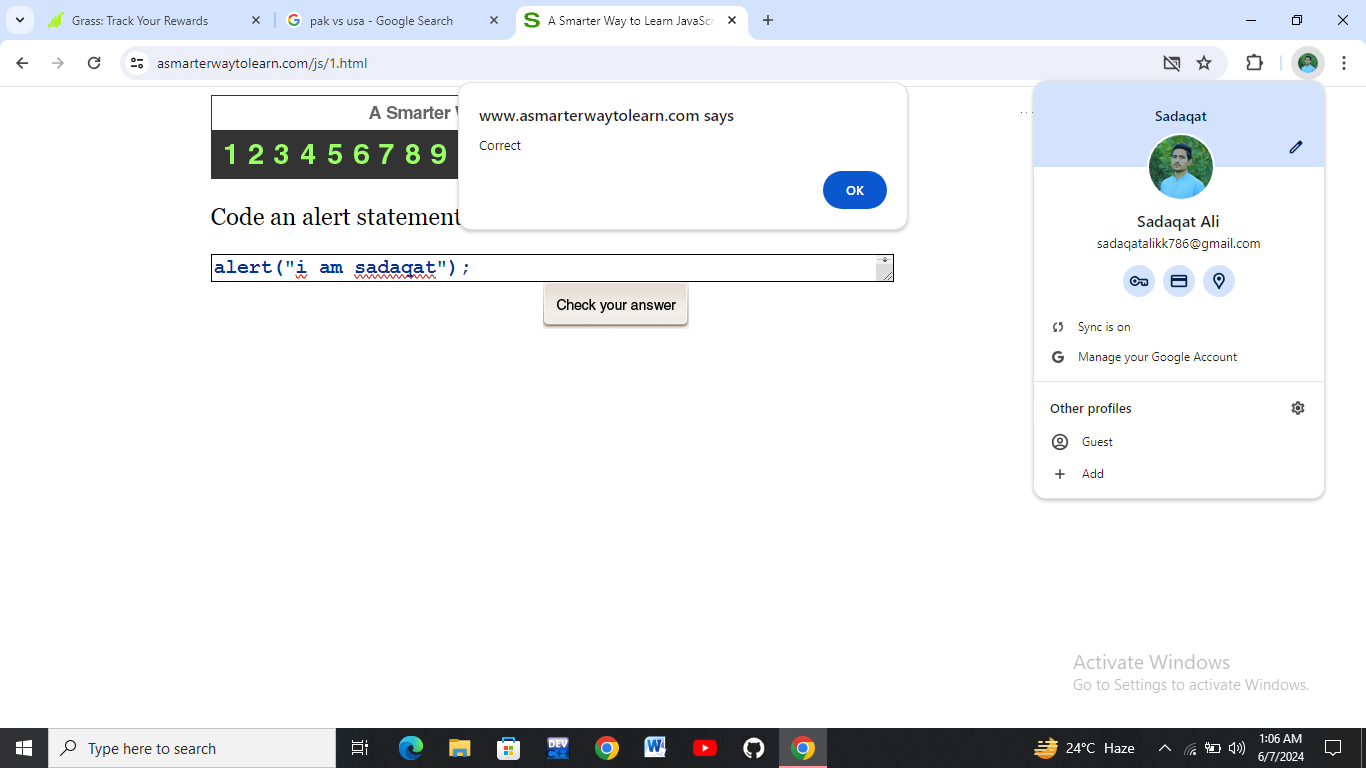 Grass: Track Your Rewards
pak vs usa - Google Search
A Smarter Way to Learn JavaScr
asmarterwaytolearn.com/js/1.html
A Smarter
1 2 3 4 5 6 7 8 9
www.asmarterwaytolearn.com says
Correct
OK
Code an alert statement
alert("i am sadaqat");
Check your answer
Sadaqat
Sadaqat Ali
sadaqatalikk786@gmail.com
Sync is on
Manage your Google Account
Other profiles
Guest
Add
Activate Windows
Go to Settings to activate Windows.
Type here to search
DEV
24°C Haze
1:06 AM
6/7/2024